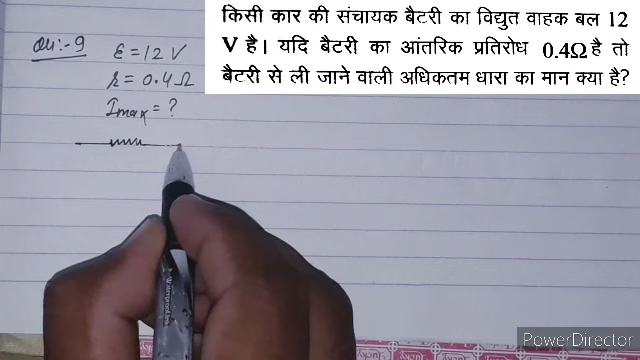 किसी कार की संचायक बैटरी का विद्युत वाहक बल 12
V है। यदि बैटरी का आंतरिक प्रतिरोध 0.4Ω है तो
बैटरी से ली जाने वाली अधिकतम धारा का मान क्या है?
Qu:-9
ε = 12 V
r = 0.4 Ω
Imax = ?
PowerDirector